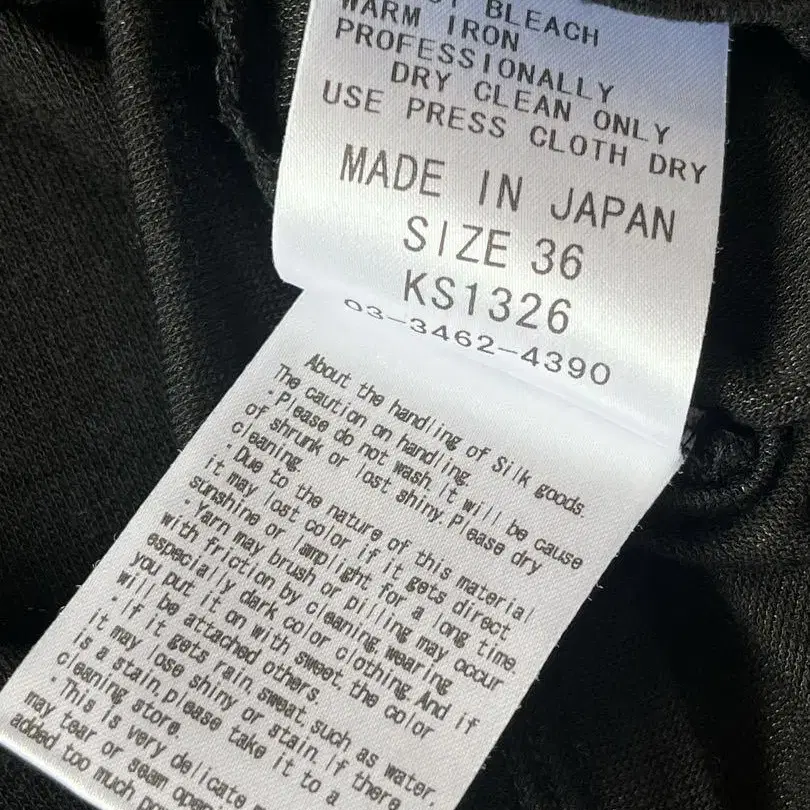 BLEACH
WARM IRON
PROFESSIONALLY
DRY CLEAN ONLY
USE PRESS CLOTH DRY
MADE IN JAPAN
SIZE 36
KS1326
03-3462-4390
About the handling of Silk goods.
The caution on handling.
・Please do not wash. It will be cause
of shrunk or lost shiny. Please dry
cleaning.
・Due to the nature of this material
it may lost color if it gets direct
sunshine or lamplight for a long time.
・Yarn may brush or pilling may occur
with friction by cleaning, wearing
especially dark color clothing. And if
you put it on with sweet, the color
will be attached others.
・If it gets rain, sweat, such as water,
it may lose shiny or stain. If there
is a stain, please take it to a
cleaning store.
・This is very delicate
may tear or seam
added too much